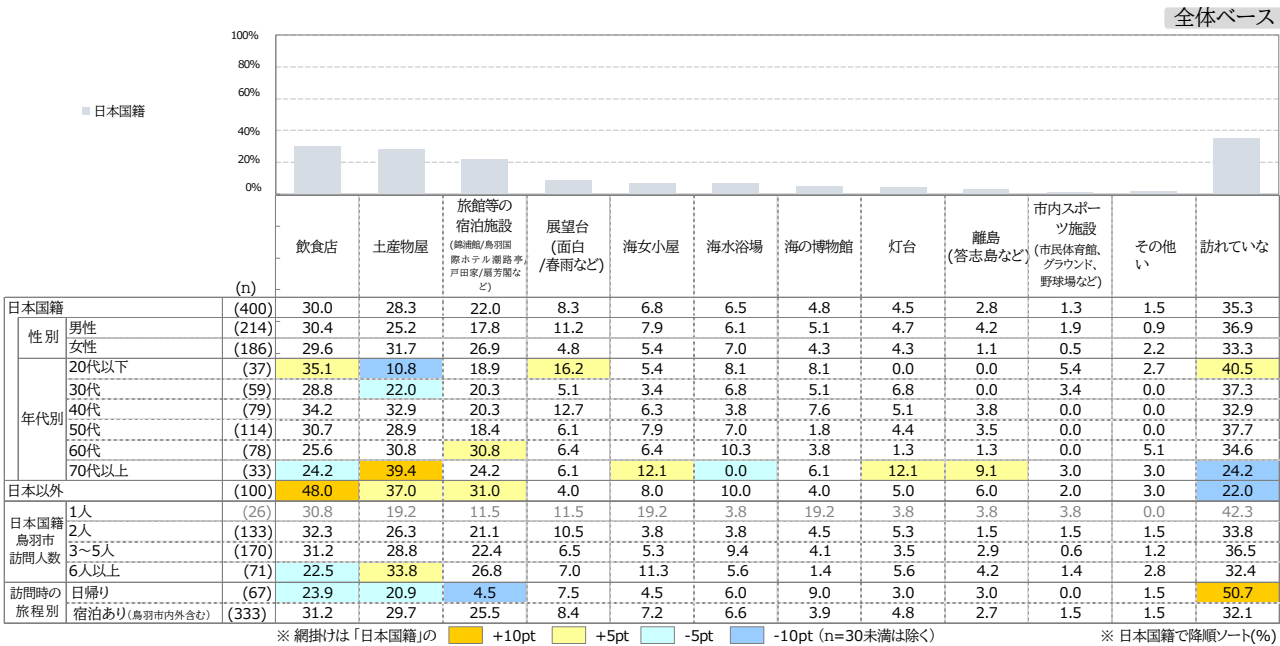 全体ベース
100%
80%
60%
40%
20%
0%
日本国籍
(n)
飲食店
土産物屋
旅館等の
宿泊施設
(錦浦館/鳥羽国
際ホテル潮路亭/
戸田家/扇芳閣な
ど)
展望台
(面白
/春雨など)
海女小屋
海水浴場
海の博物館
灯台
離島
(答志島など)
市内スポー
ツ施設
(市民体育館、
グラウンド、
野球場など)
その他
い
訪れていな
日本国籍 (400) 30.0 28.3 22.0 8.3 6.8 6.5 4.8 4.5 2.8 1.3 1.5 35.3
性別
男性 (214) 30.4 25.2 17.8 11.2 7.9 6.1 5.1 4.7 4.2 1.9 0.9 36.9
女性 (186) 29.6 31.7 26.9 4.8 5.4 7.0 4.3 4.3 1.1 0.5 2.2 33.3
年代別
20代以下 (37) 35.1 10.8 18.9 16.2 5.4 8.1 8.1 0.0 0.0 5.4 2.7 40.5
30代 (59) 28.8 22.0 20.3 5.1 3.4 6.8 5.1 6.8 0.0 3.4 0.0 37.3
40代 (79) 34.2 32.9 20.3 12.7 6.3 3.8 7.6 5.1 3.8 0.0 0.0 32.9
50代 (114) 30.7 28.9 18.4 6.1 7.9 7.0 1.8 4.4 3.5 0.0 0.0 37.7
60代 (78) 25.6 30.8 30.8 6.4 6.4 10.3 3.8 1.3 1.3 0.0 5.1 34.6
70代以上 (33) 24.2 39.4 24.2 6.1 12.1 0.0 6.1 12.1 9.1 3.0 3.0 24.2
日本以外 (100) 48.0 37.0 31.0 4.0 8.0 10.0 4.0 5.0 6.0 2.0 3.0 22.0
日本国籍
鳥羽市
訪問人数
1人 (26) 30.8 19.2 11.5 11.5 19.2 3.8 19.2 3.8 3.8 3.8 0.0 42.3
2人 (133) 32.3 26.3 21.1 10.5 3.8 3.8 4.5 5.3 1.5 1.5 1.5 33.8
3～5人 (170) 31.2 28.8 22.4 6.5 5.3 9.4 4.1 3.5 2.9 0.6 1.2 36.5
6人以上 (71) 22.5 33.8 26.8 7.0 11.3 5.6 1.4 5.6 4.2 1.4 2.8 32.4
訪問時の
旅程別
日帰り (67) 23.9 20.9 4.5 7.5 4.5 6.0 9.0 3.0 3.0 0.0 1.5 50.7
宿泊あり(鳥羽市内外含む) (333) 31.2 29.7 25.5 8.4 7.2 6.6 3.9 4.8 2.7 1.5 1.5 32.1
※ 網掛けは「日本国籍」の +10pt +5pt -5pt -10pt (n=30未満は除く)
※ 日本国籍で降順ソート(%)